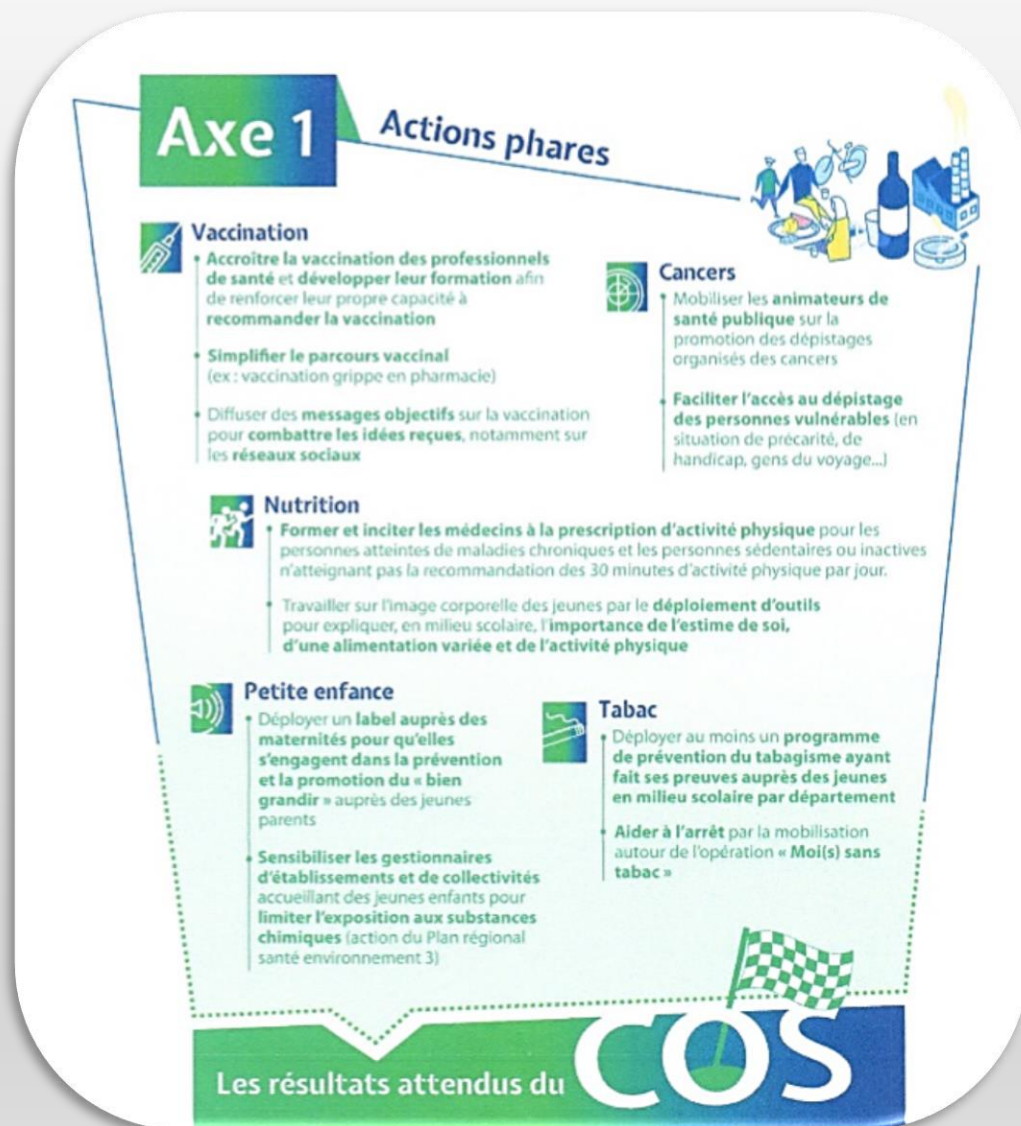 Axe 1
Actions phares
Vaccination
• Accroître la vaccination des professionnels
de santé et développer leur formation afin
de renforcer leur propre capacité à
recommander la vaccination
• Simplifier le parcours vaccinal
(ex : vaccination grippe en pharmacie)
• Diffuser des messages objectifs sur la vaccination
pour combattre les idées reçues, notamment sur
les réseaux sociaux
Cancers
• Mobiliser les animateurs de
santé publique sur la
promotion des dépistages
organisés des cancers
• Faciliter l'accès au dépistage
des personnes vulnérables (en
situation de précarité, de
handicap, gens du voyage...)
Nutrition
• Former et inciter les médecins à la prescription d'activité physique pour les
personnes atteintes de maladies chroniques et les personnes sédentaires ou inactives
n'atteignant pas la recommandation des 30 minutes d'activité physique par jour.
• Travailler sur l'image corporelle des jeunes par le déploiement d'outils
pour expliquer, en milieu scolaire, l'importance de l'estime de soi,
d'une alimentation variée et de l'activité physique
Petite enfance
• Déployer un label auprès des
maternités pour qu'elles
s'engagent dans la prévention
et la promotion du « bien
grandir » auprès des jeunes
parents
• Sensibiliser les gestionnaires
d'établissements et de collectivités
accueillant des jeunes enfants pour
limiter l'exposition aux substances
chimiques (action du Plan régional
santé environnement 3)
Tabac
• Déployer au moins un programme
de prévention du tabagisme ayant
fait ses preuves auprès des jeunes
en milieu scolaire par département
• Aider à l'arrêt par la mobilisation
autour de l'opération « Moi(s) sans
tabac »
Les résultats attendus du COS